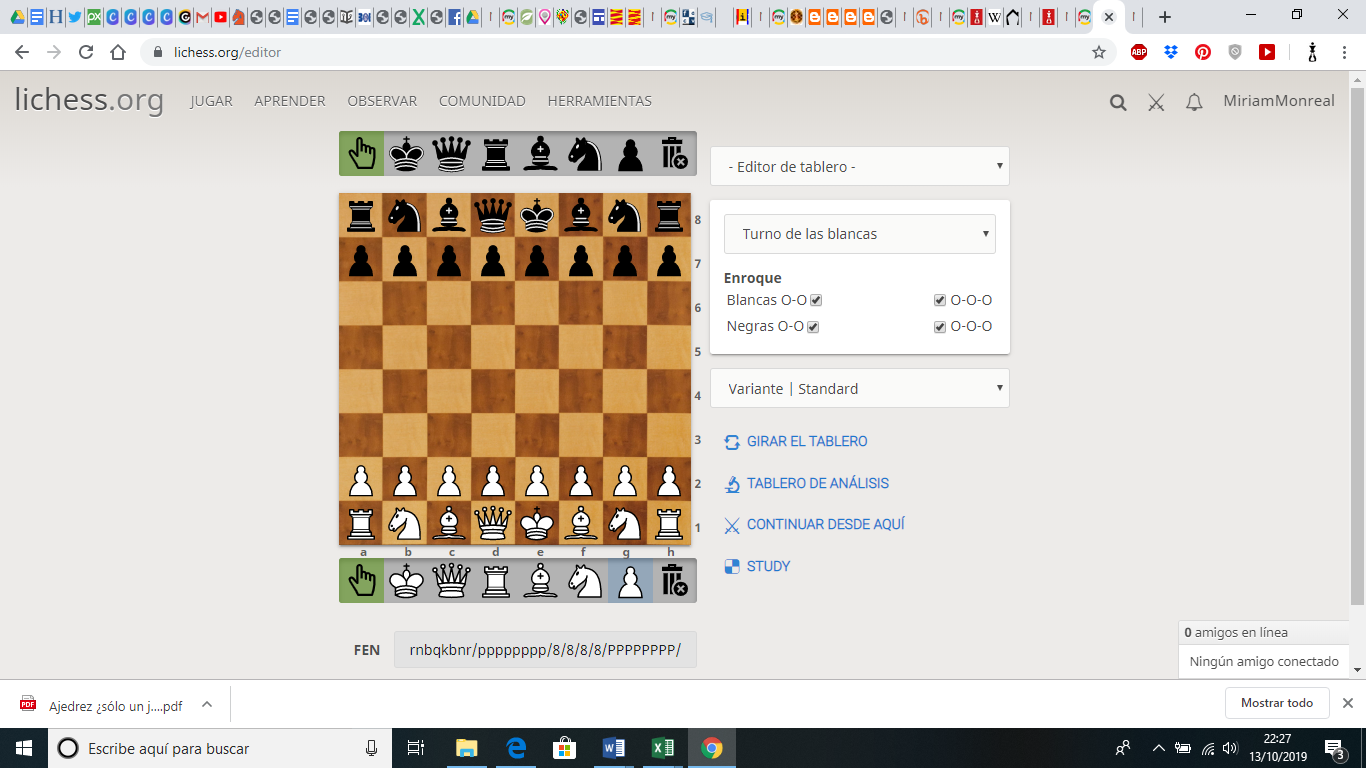 lichess.org/editor
ABP
lichess.org
JUGAR APRENDER OBSERVAR COMUNIDAD HERRAMIENTAS
MiriamMonreal
- Editor de tablero -
Turno de las blancas
Enroque
Blancas O-O O-O-O
Negras O-O O-O-O
Variante | Standard
GIRAR EL TABLERO
TABLERO DE ANÁLISIS
CONTINUAR DESDE AQUÍ
STUDY
8
7
6
5
4
3
2
1
a b c d e f g h
FEN rnbqkbnr/pppppppp/8/8/8/8/PPPPPPPP/
0 amigos en línea
Ningún amigo conectado
PDF
Ajedrez ¿sólo un j....pdf
Mostrar todo
Escribe aquí para buscar
22:27
13/10/2019
3